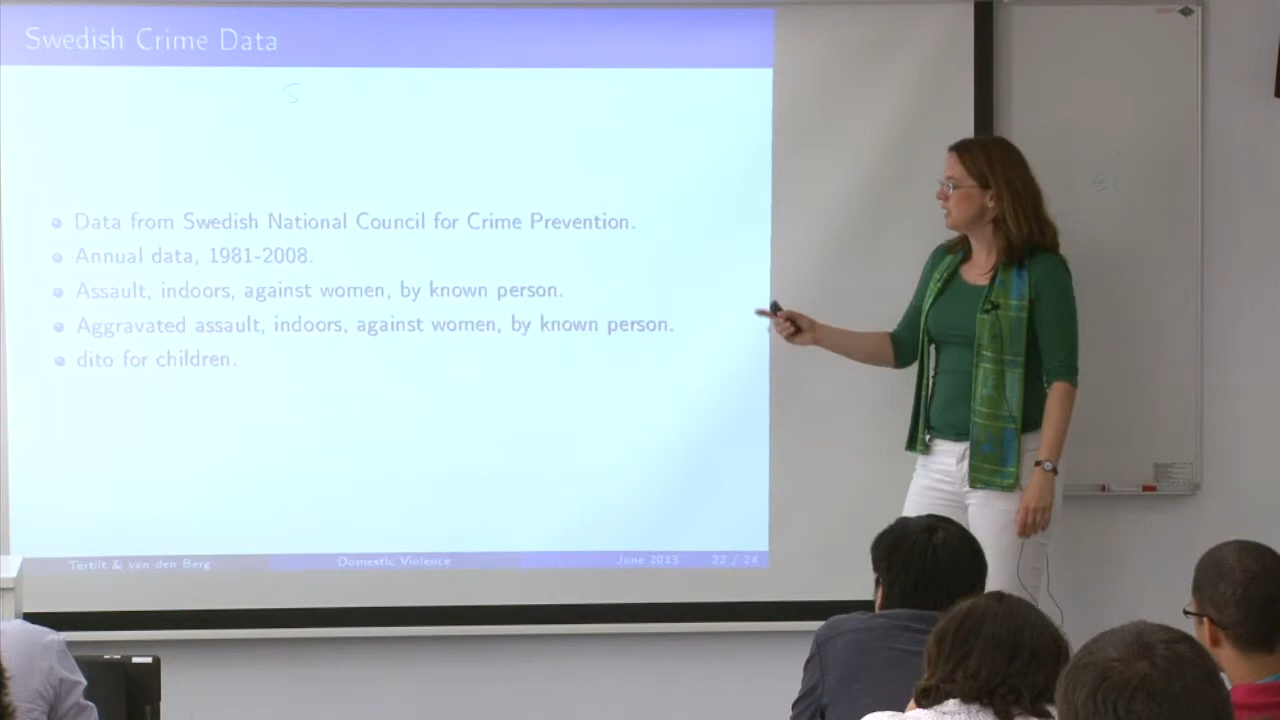 Swedish Crime Data
Data from Swedish National Council for Crime Prevention.
Annual data, 1981-2008.
Assault, indoors, against women, by known person.
Aggravated assault, indoors, against women, by known person.
dito for children.
Tertilt & van den Berg Domestic Violence June 2013 22 / 24